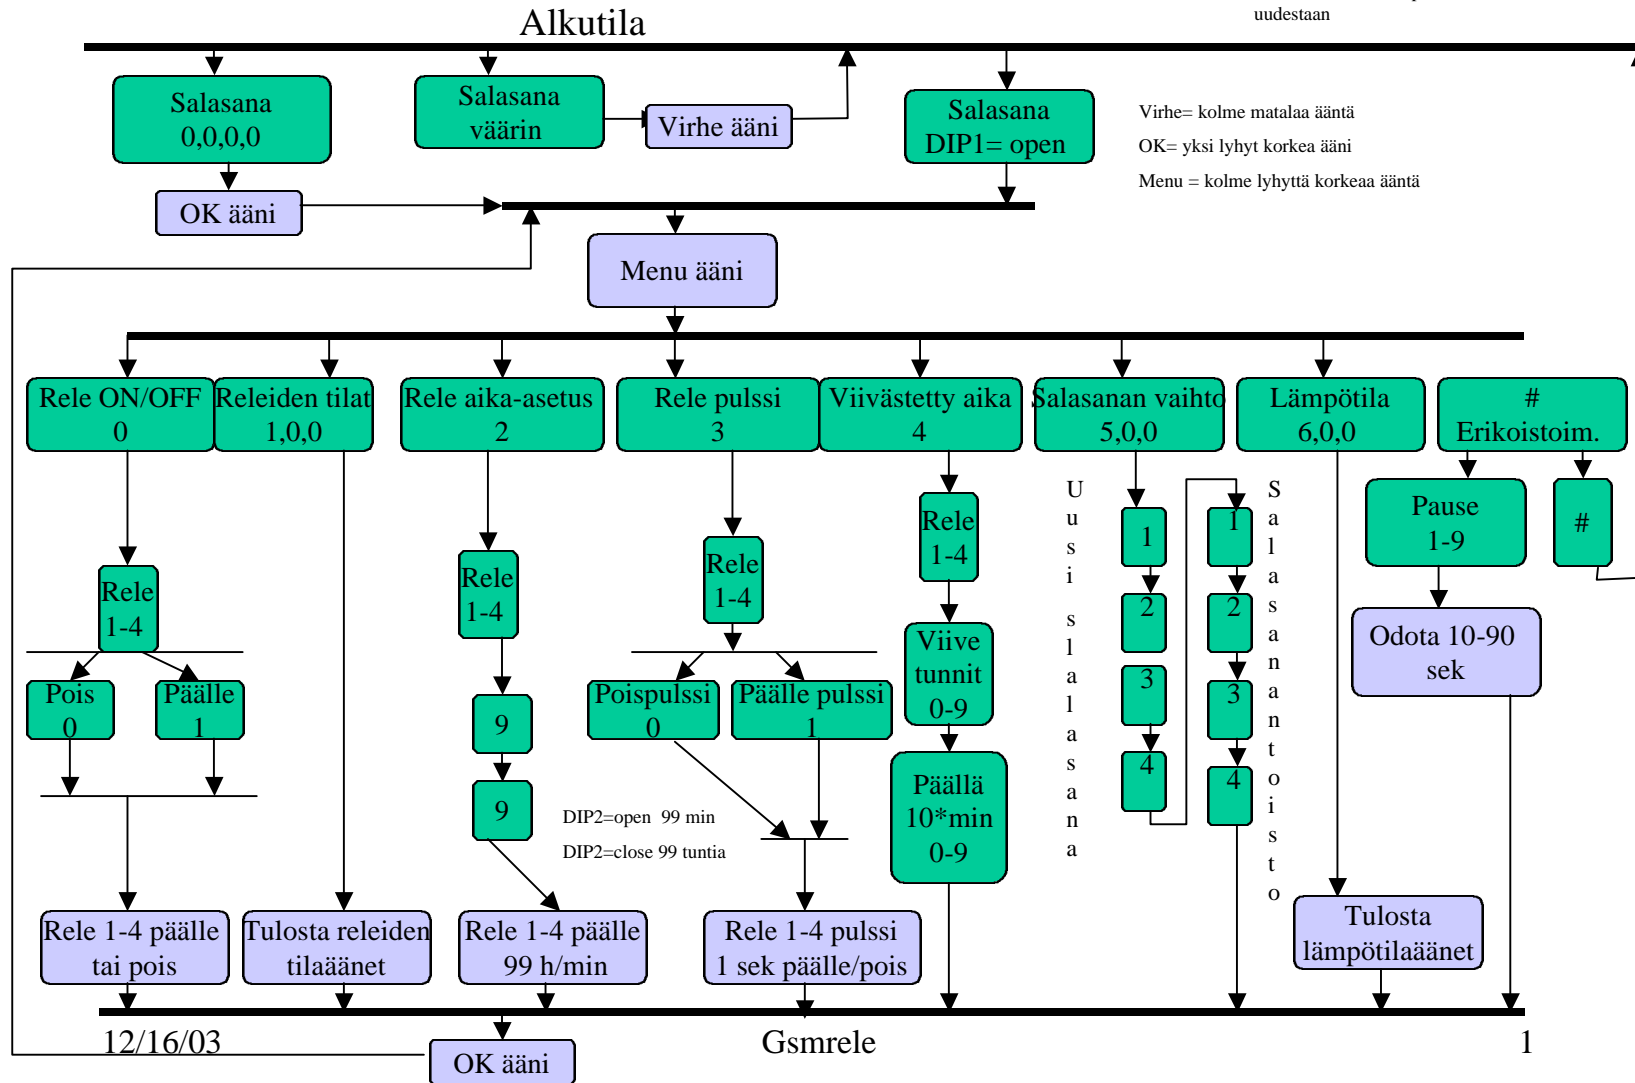 uudestaan
Alkutila
Salasana
0,0,0,0
Salasana
väärin
Virhe ääni
Salasana
DIP1= open
Virhe= kolme matalaa ääntä
OK= yksi lyhyt korkea ääni
Menu = kolme lyhyttä korkeaa ääntä
OK ääni
Menu ääni
Rele ON/OFF
0
Releiden tilat
1,0,0
Rele aika-asetus
2
Rele pulssi
3
Viivästetty aika
4
Salasanan vaihto
5,0,0
Lämpötila
6,0,0
#
Erikoistoim.
Rele
1-4
Pois
0
Päälle
1
Rele
1-4
9
9
DIP2=open 99 min
DIP2=close 99 tuntia
Rele
1-4
Poispulssi
0
Päälle pulssi
1
Rele
1-4
Viive
tunnit
0-9
Päällä
10*min
0-9
Uusi slalasana
1
2
3
4
1
2
3
4
Salasanantoisto
Pause
1-9
#
Odota 10-90
sek
Rele 1-4 päälle
tai pois
Tulosta releiden
tilaäänet
Rele 1-4 päälle
99 h/min
Rele 1-4 pulssi
1 sek päälle/pois
Tulosta
lämpötilaäänet
12/16/03
OK ääni
Gsmrele
1